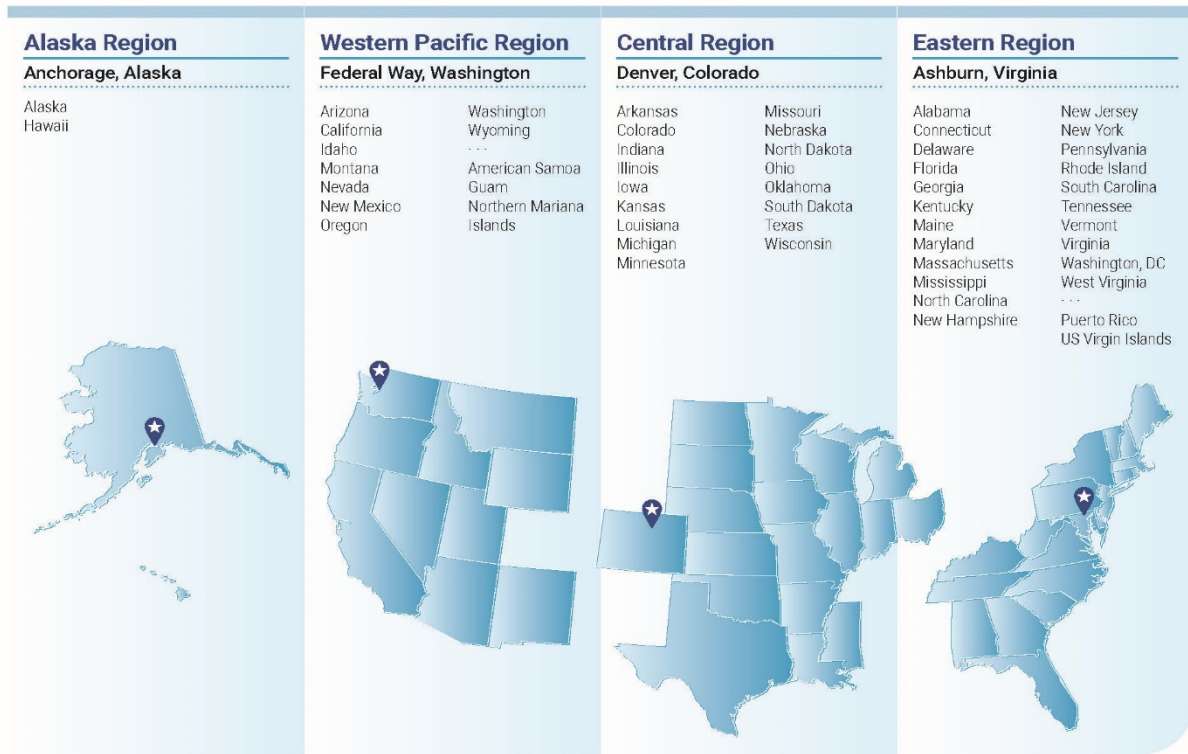 Alaska Region
Anchorage, Alaska
Alaska
Hawaii
Western Pacific Region
Federal Way, Washington
Arizona
California
Idaho
Montana
Nevada
New Mexico
Oregon
Washington
Wyoming
. . .
American Samoa
Guam
Northern Mariana
Islands
Central Region
Denver, Colorado
Arkansas
Colorado
Indiana
Illinois
Iowa
Kansas
Louisiana
Michigan
Minnesota
Missouri
Nebraska
North Dakota
Ohio
Oklahoma
South Dakota
Texas
Wisconsin
Eastern Region
Ashburn, Virginia
Alabama
Connecticut
Delaware
Florida
Georgia
Kentucky
Maine
Maryland
Massachusetts
Mississippi
North Carolina
New Hampshire
New Jersey
New York
Pennsylvania
Rhode Island
South Carolina
Tennessee
Vermont
Virginia
Washington, DC
West Virginia
. . .
Puerto Rico
US Virgin Islands